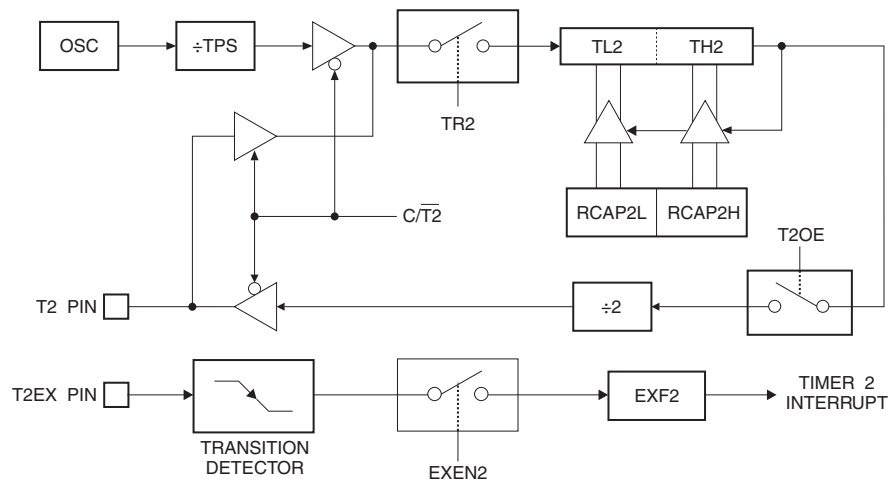 OSC
÷TPS
TL2
TH2
TR2
C/T̅2̅
RCAP2L
RCAP2H
T2OE
T2 PIN
÷2
T2EX PIN
TRANSITION
DETECTOR
EXEN2
EXF2
TIMER 2
INTERRUPT